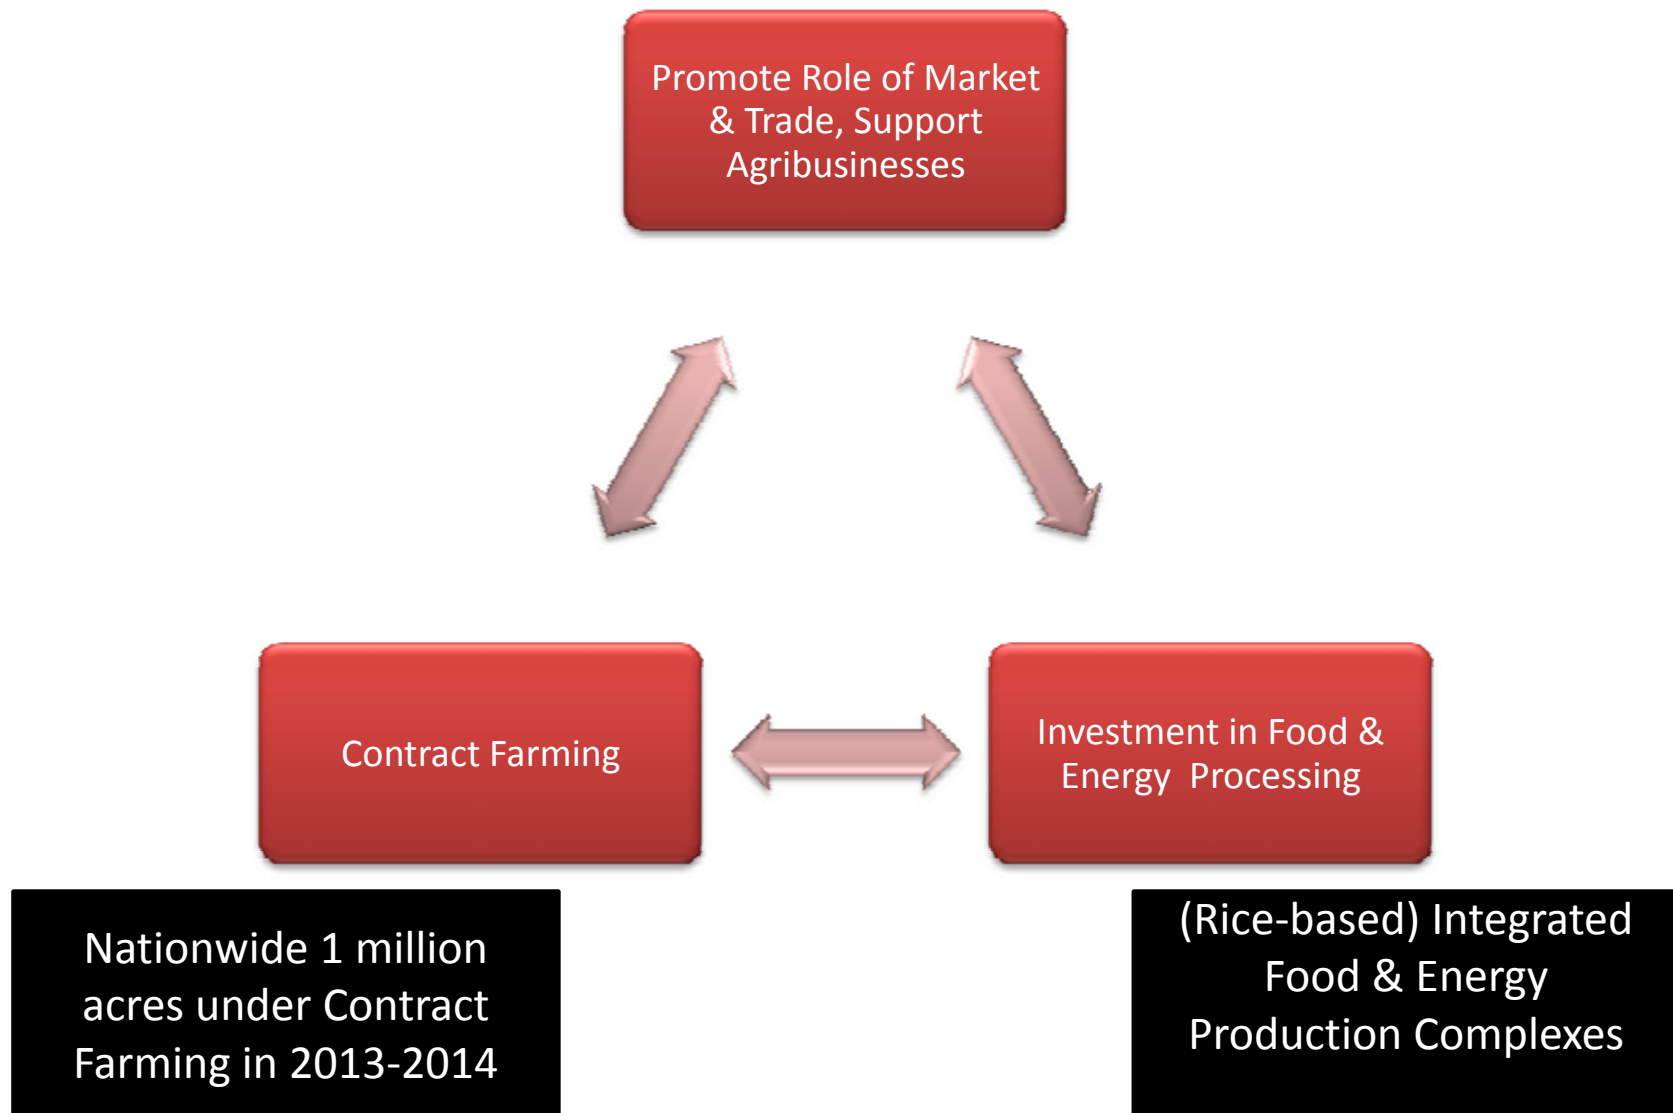 Promote Role of Market
& Trade, Support
Agribusinesses
Contract Farming
Investment in Food &
Energy  Processing
Nationwide 1 million
acres under Contract
Farming in 2013-2014
(Rice-based) Integrated
Food & Energy
Production Complexes